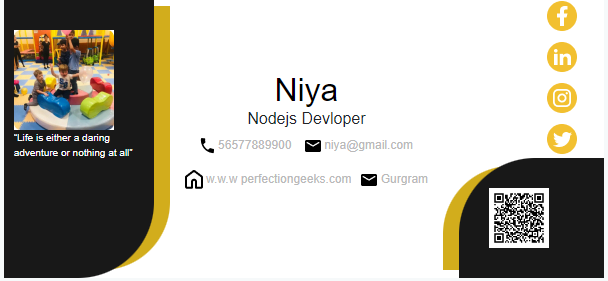 "Life is either a daring
adventure or nothing at all"
Niya
Nodejs Devloper
56577889900 niya@gmail.com
w.w.w perfectiongeeks.com Gurgram